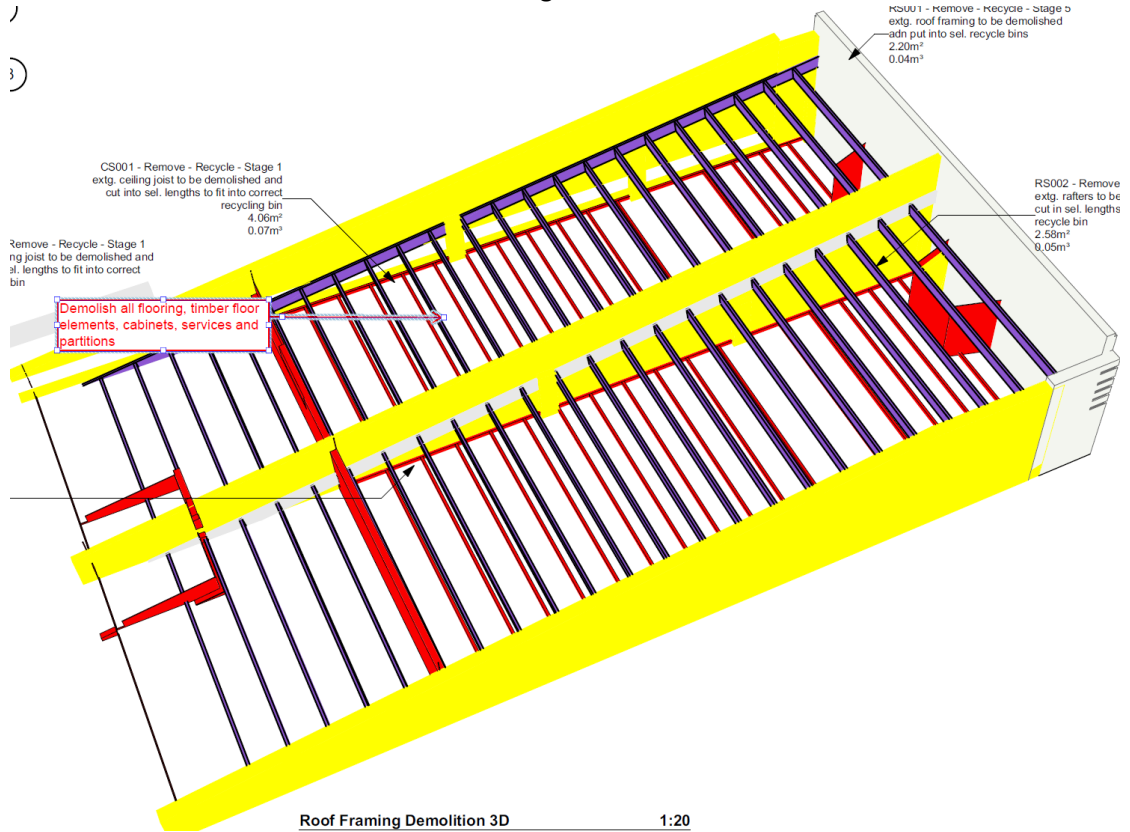 RS001 - Remove - Recycle - Stage 5
extg. roof framing to be demolished
adn put into sel. recycle bins
2.20m²
0.04m³
3
CS001 - Remove - Recycle - Stage 1
extg. ceiling joist to be demolished and
cut into sel. lengths to fit into correct
recycling bin
4.06m²
0.07m³
RS002 - Remove
extg. rafters to be
cut in sel. lengths
recycle bin
2.58m²
0.05m³
Remove - Recycle - Stage 1
ng joist to be demolished and
el. lengths to fit into correct
bin
Demolish all flooring, timber floor
elements, cabinets, services and
partitions
Roof Framing Demolition 3D 1:20